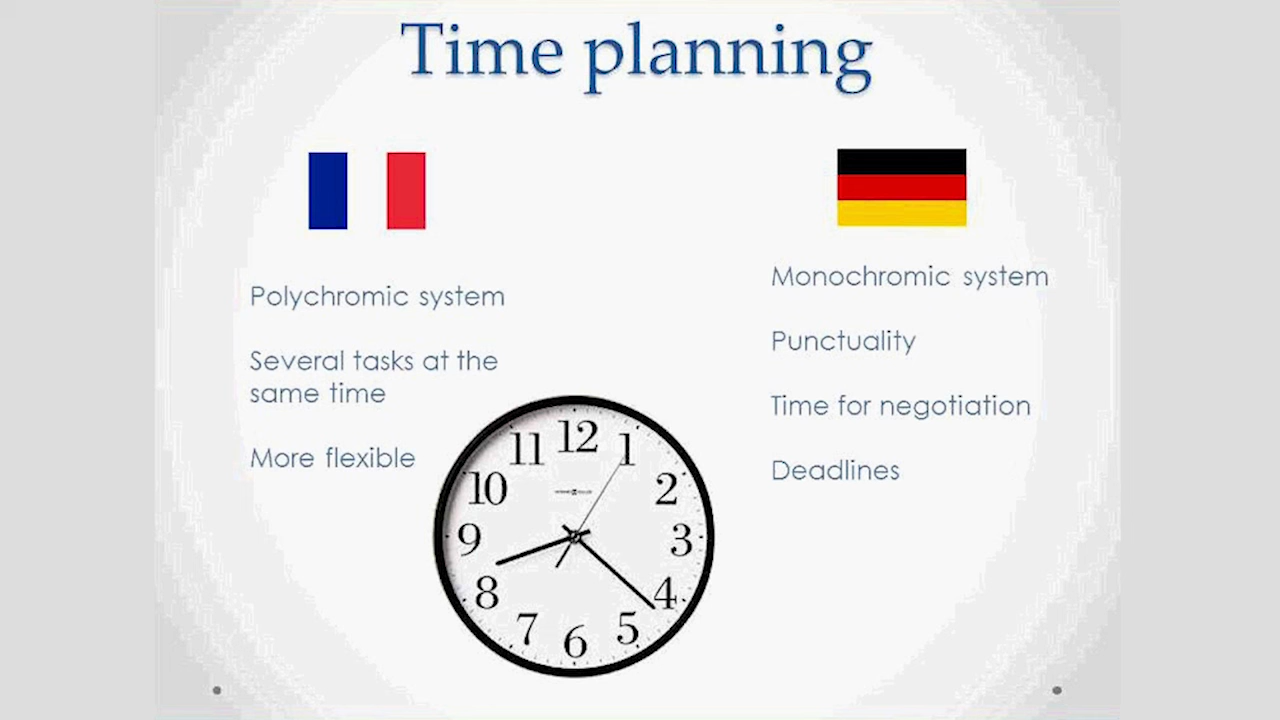 Time planning
Polychromic system
Several tasks at the
same time
More flexible
Monochromic system
Punctuality
Time for negotiation
Deadlines
12
1
2
3
4
5
6
7
8
9
10
11